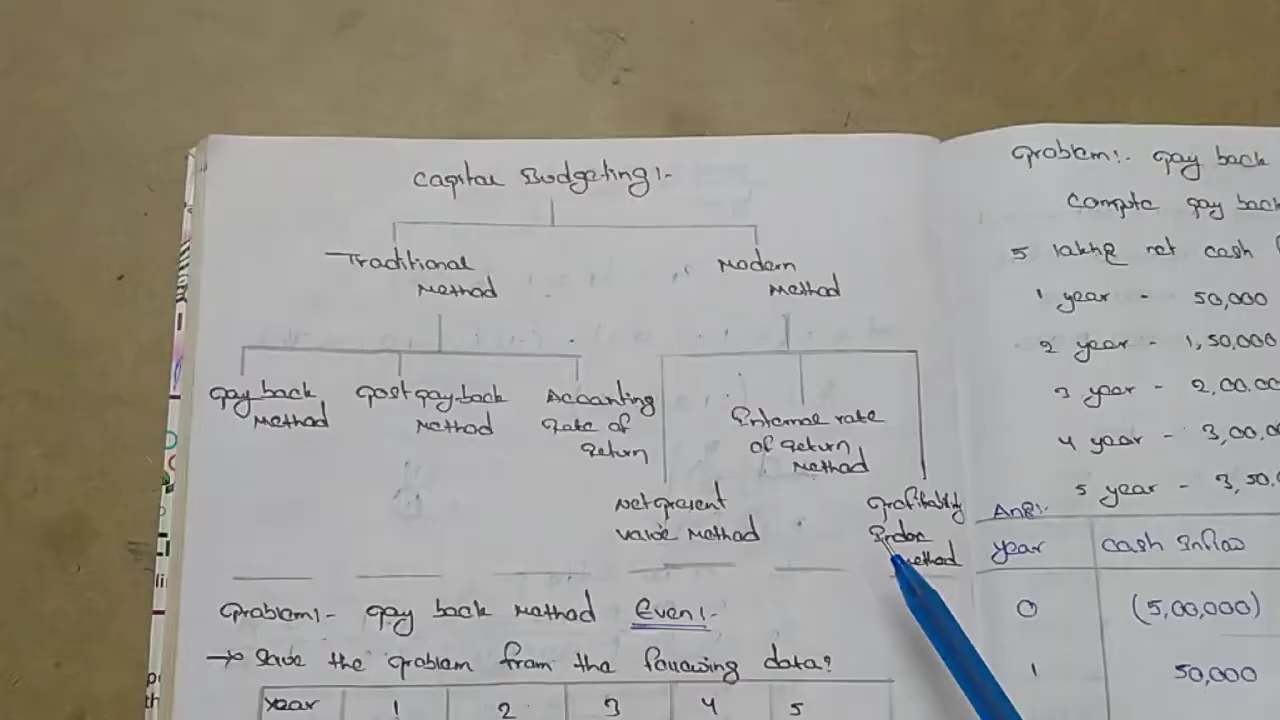 Capital Budgeting:-
Traditional Method
Modern Method
Pay back Method
Post pay-back Method
Accounting Rate of Return
Internal rate of Return Method
Net present value Method
Profitability Index Method
Problem:- Pay back Method Even:-
→ Solve the problem from the following data?
Year 1 2 3 4 5
Problem:- Pay back
Compute pay back
5 lakhs net cash
1 year - 50,000
2 year - 1,50,000
3 year - 2,00,00
4 year - 3,00,0
5 year - 3,50,
Ans:-
Year Cash Inflow
0 (5,00,000)
1 50,000